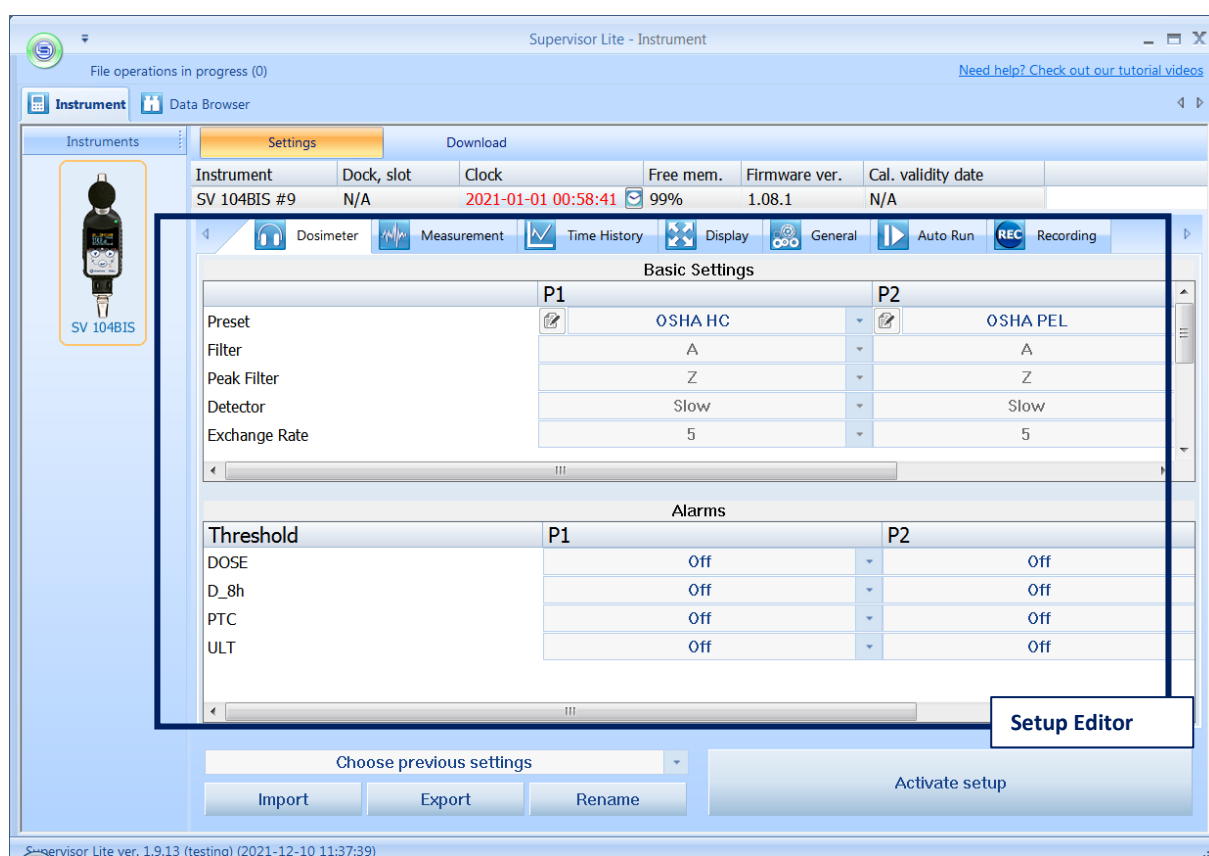 Supervisor Lite - Instrument
File operations in progress (0)
Need help? Check out our tutorial videos
Instrument Data Browser
Instruments
Settings Download
Instrument Dock, slot Clock Free mem. Firmware ver. Cal. validity date
SV 104BIS #9 N/A 2021-01-01 00:58:41 99% 1.08.1 N/A
Dosimeter Measurement Time History Display General Auto Run REC Recording
SV 104BIS
Basic Settings
P1 P2
Preset OSHA HC OSHA PEL
Filter A A
Peak Filter Z Z
Detector Slow Slow
Exchange Rate 5 5
Alarms
Threshold P1 P2
DOSE Off Off
D_8h Off Off
PTC Off Off
ULT Off Off
Setup Editor
Choose previous settings
Import Export Rename
Activate setup
Supervisor Lite ver. 1.9.13 (testing) (2021-12-10 11:37:39)